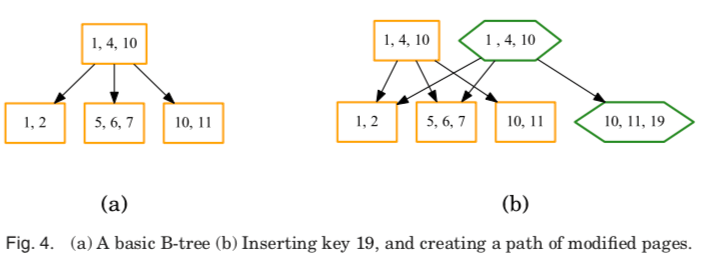 1, 4, 10
1, 2
5, 6, 7
10, 11
(a)
1, 4, 10
1 , 4, 10
1, 2
5, 6, 7
10, 11
10, 11, 19
(b)
Fig. 4. (a) A basic B-tree (b) Inserting key 19, and creating a path of modified pages.